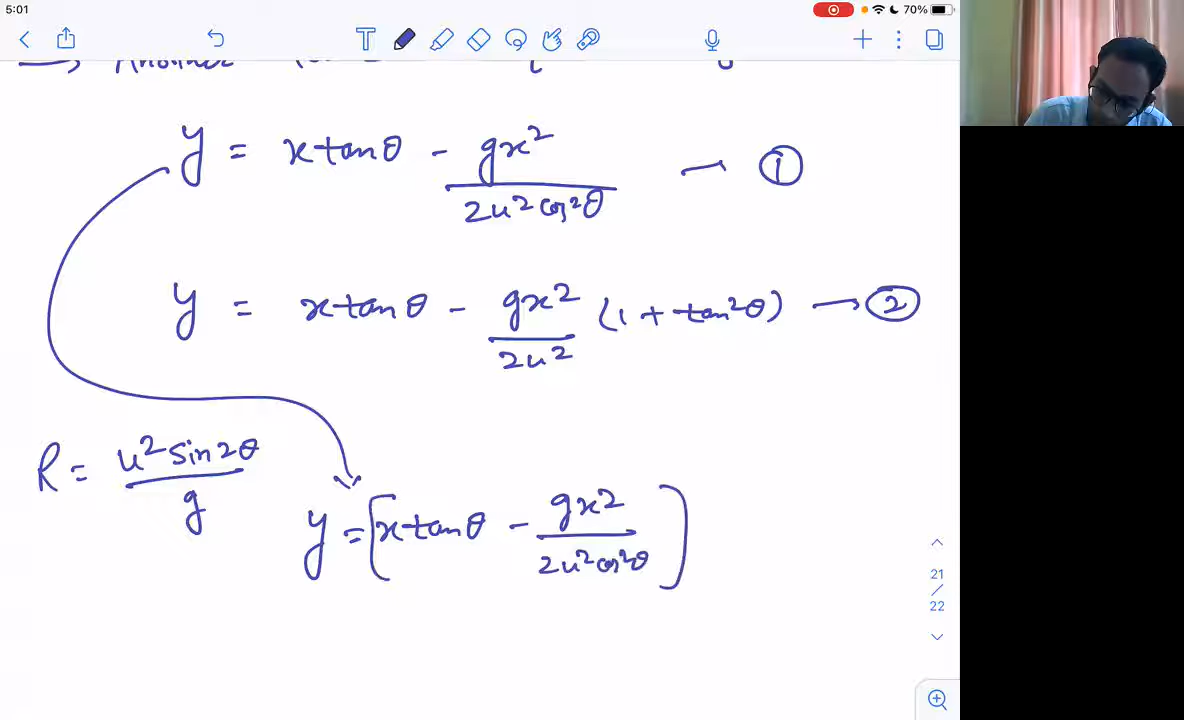 5:01
70%
Another
y = x tanθ - gx²/2u²cos²θ — ①
y = x tanθ - gx²/2u² (1 + tan²θ) — ②
R = u² sin2θ/g
y = [x tanθ - gx²/2u²cos²θ]
21
/
22